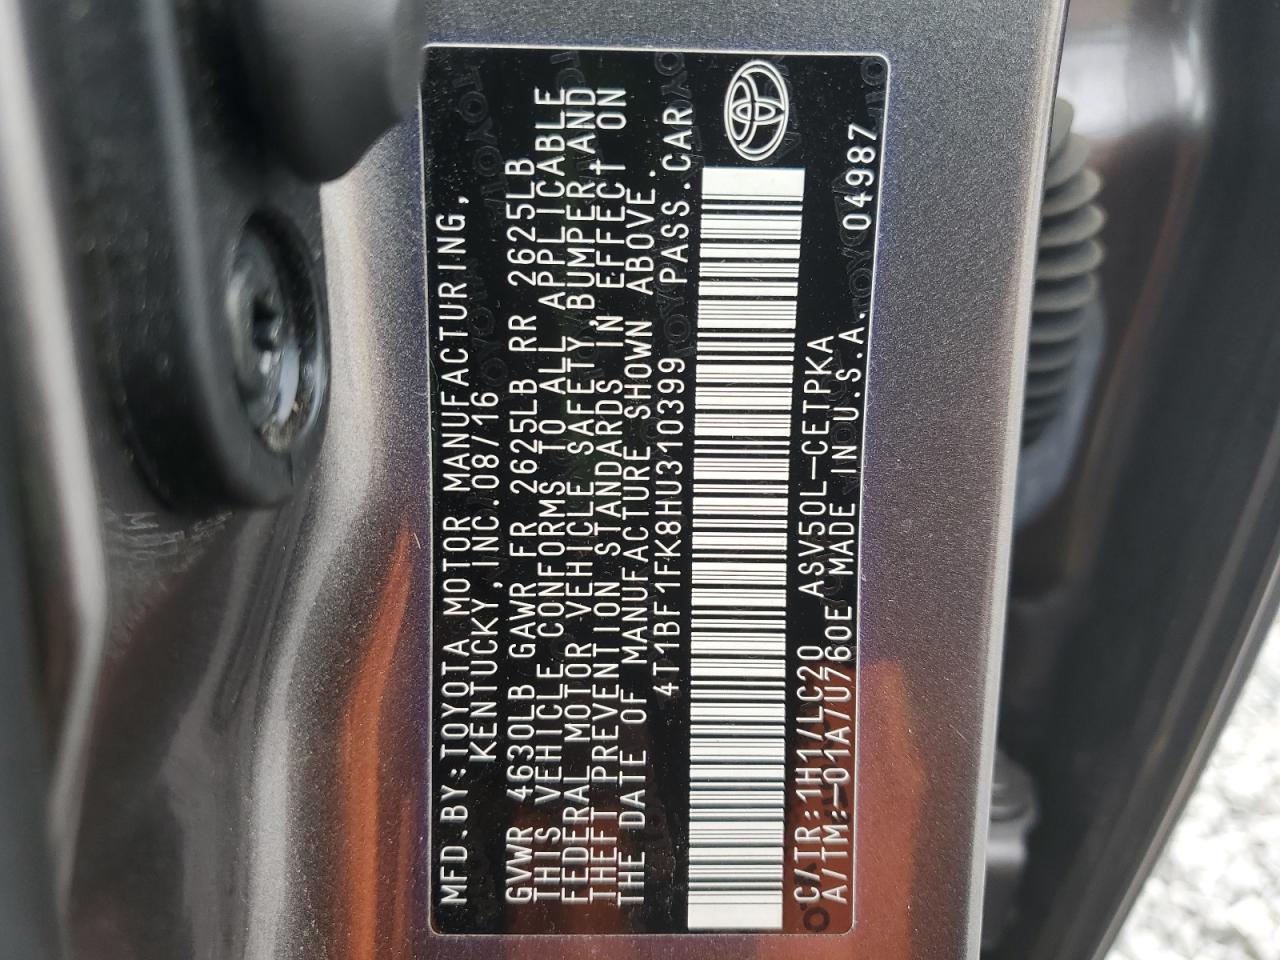 MFD.BY:TOYOTA MOTOR MANUFACTURING,
KENTUCKY,INC.08/16
GVWR 4630LB GAWR FR 2625LB RR 2625LB
THIS VEHICLE CONFORMS TO ALL APPLICABLE
FEDERAL MOTOR VEHICLE SAFETY,BUMPER,AND
THEFT PREVENTION STANDARDS IN EFFECT ON
THE DATE OF MANUFACTURE SHOWN ABOVE.
4T1BF1FK8HU310399 PASS.CAR
C/TR:1H1/LC20 ASV50L-CETPKA
A/TM:-01A/U760E MADE IN U.S.A. 04987